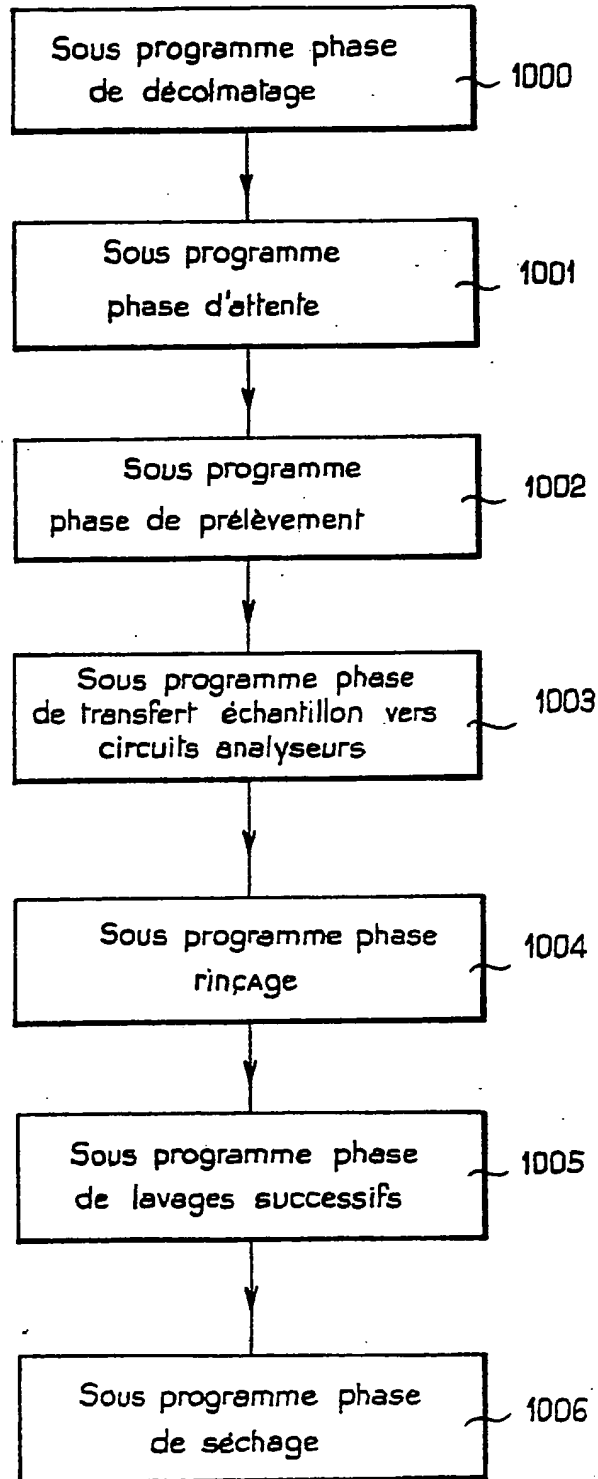 Sous programme phase
de décolmatage
1000
Sous programme
phase d'attente
1001
Sous programme
phase de prélèvement
1002
Sous programme phase
de transfert échantillon vers
circuits analyseurs
1003
Sous programme phase
rinçAge
1004
Sous programme phase
de lavages successifs
1005
Sous programme phase
de séchage
1006